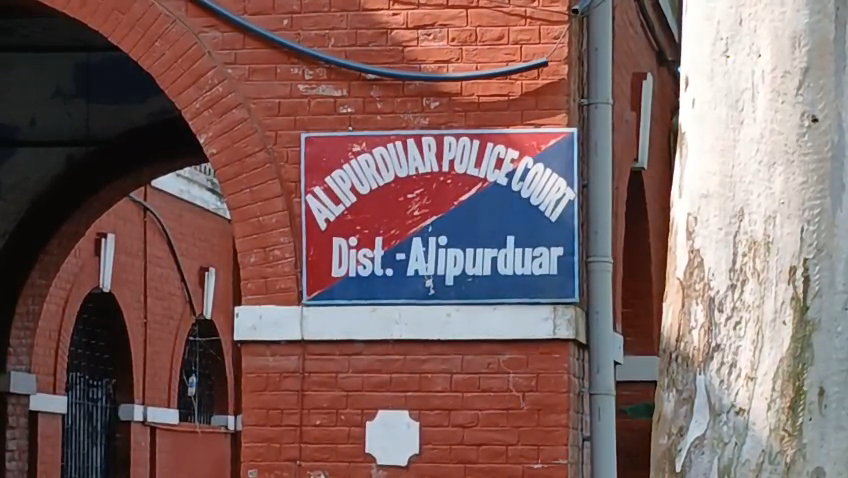 ALIPURDUAR POLICE COURT
Dist.-Alipurduar